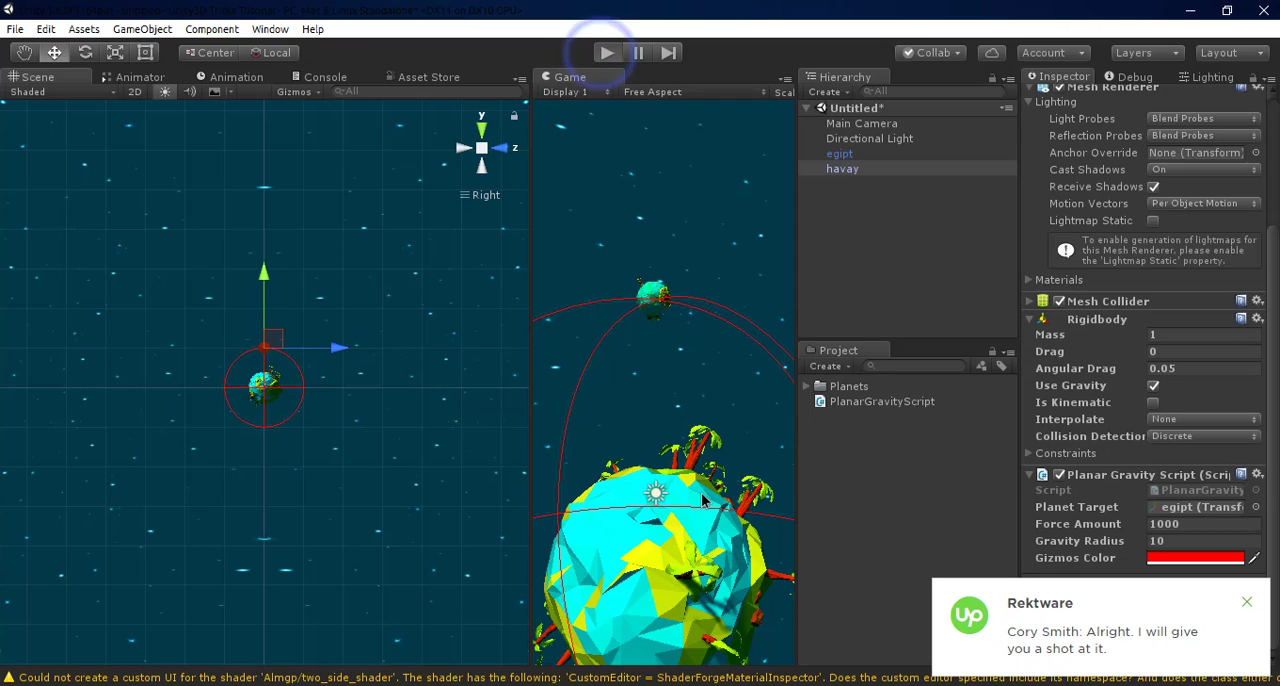 File Edit Assets GameObject Component Window Help
Center Local Collab Account Layers Layout
Scene Animator Animation Console Asset Store Game Hierarchy Inspector Debug Lighting
Shaded 2D Gizmos All Display 1 Free Aspect Scal Create All Mesh Renderer
Untitled*
Main Camera
Directional Light
egipt
havay
y
z
Right
Lighting
Light Probes Blend Probes
Reflection Probes Blend Probes
Anchor Override None (Transform)
Cast Shadows On
Receive Shadows
Motion Vectors Per Object Motion
Lightmap Static
To enable generation of lightmaps for
this Mesh Renderer, please enable
the 'Lightmap Static' property.
Materials
Mesh Collider
Rigidbody
Mass 1
Drag 0
Angular Drag 0.05
Use Gravity
Is Kinematic
Interpolate None
Collision Detection Discrete
Constraints
Project
Create
Planets
PlanarGravityScript
Planar Gravity Script (Scri
Script PlanarGravity
Planet Target egipt (Transf
Force Amount 1000
Gravity Radius 10
Gizmos Color
Up
Rektware
Cory Smith: Alright. I will give
you a shot at it.
Could not create a custom UI for the shader 'Almgp/two_side_shader'. The shader has the following: 'CustomEditor = ShaderForgeMaterialInspector'. Does the custom editor specified include its namespace? And does the class either